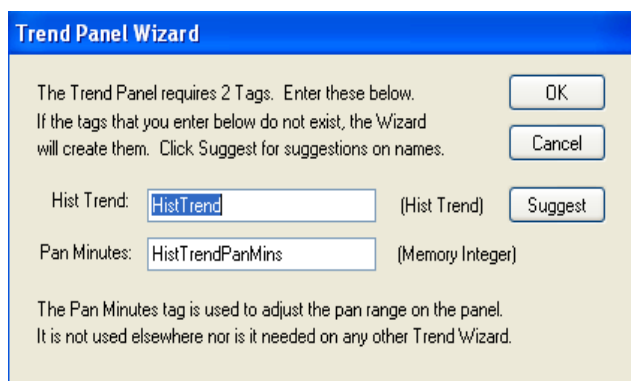 Trend Panel Wizard
The Trend Panel requires 2 Tags. Enter these below.
If the tags that you enter below do not exist, the Wizard
will create them. Click Suggest for suggestions on names.
OK
Cancel
Hist Trend: HistTrend (Hist Trend) Suggest
Pan Minutes: HistTrendPanMins (Memory Integer)
The Pan Minutes tag is used to adjust the pan range on the panel.
It is not used elsewhere nor is it needed on any other Trend Wizard.